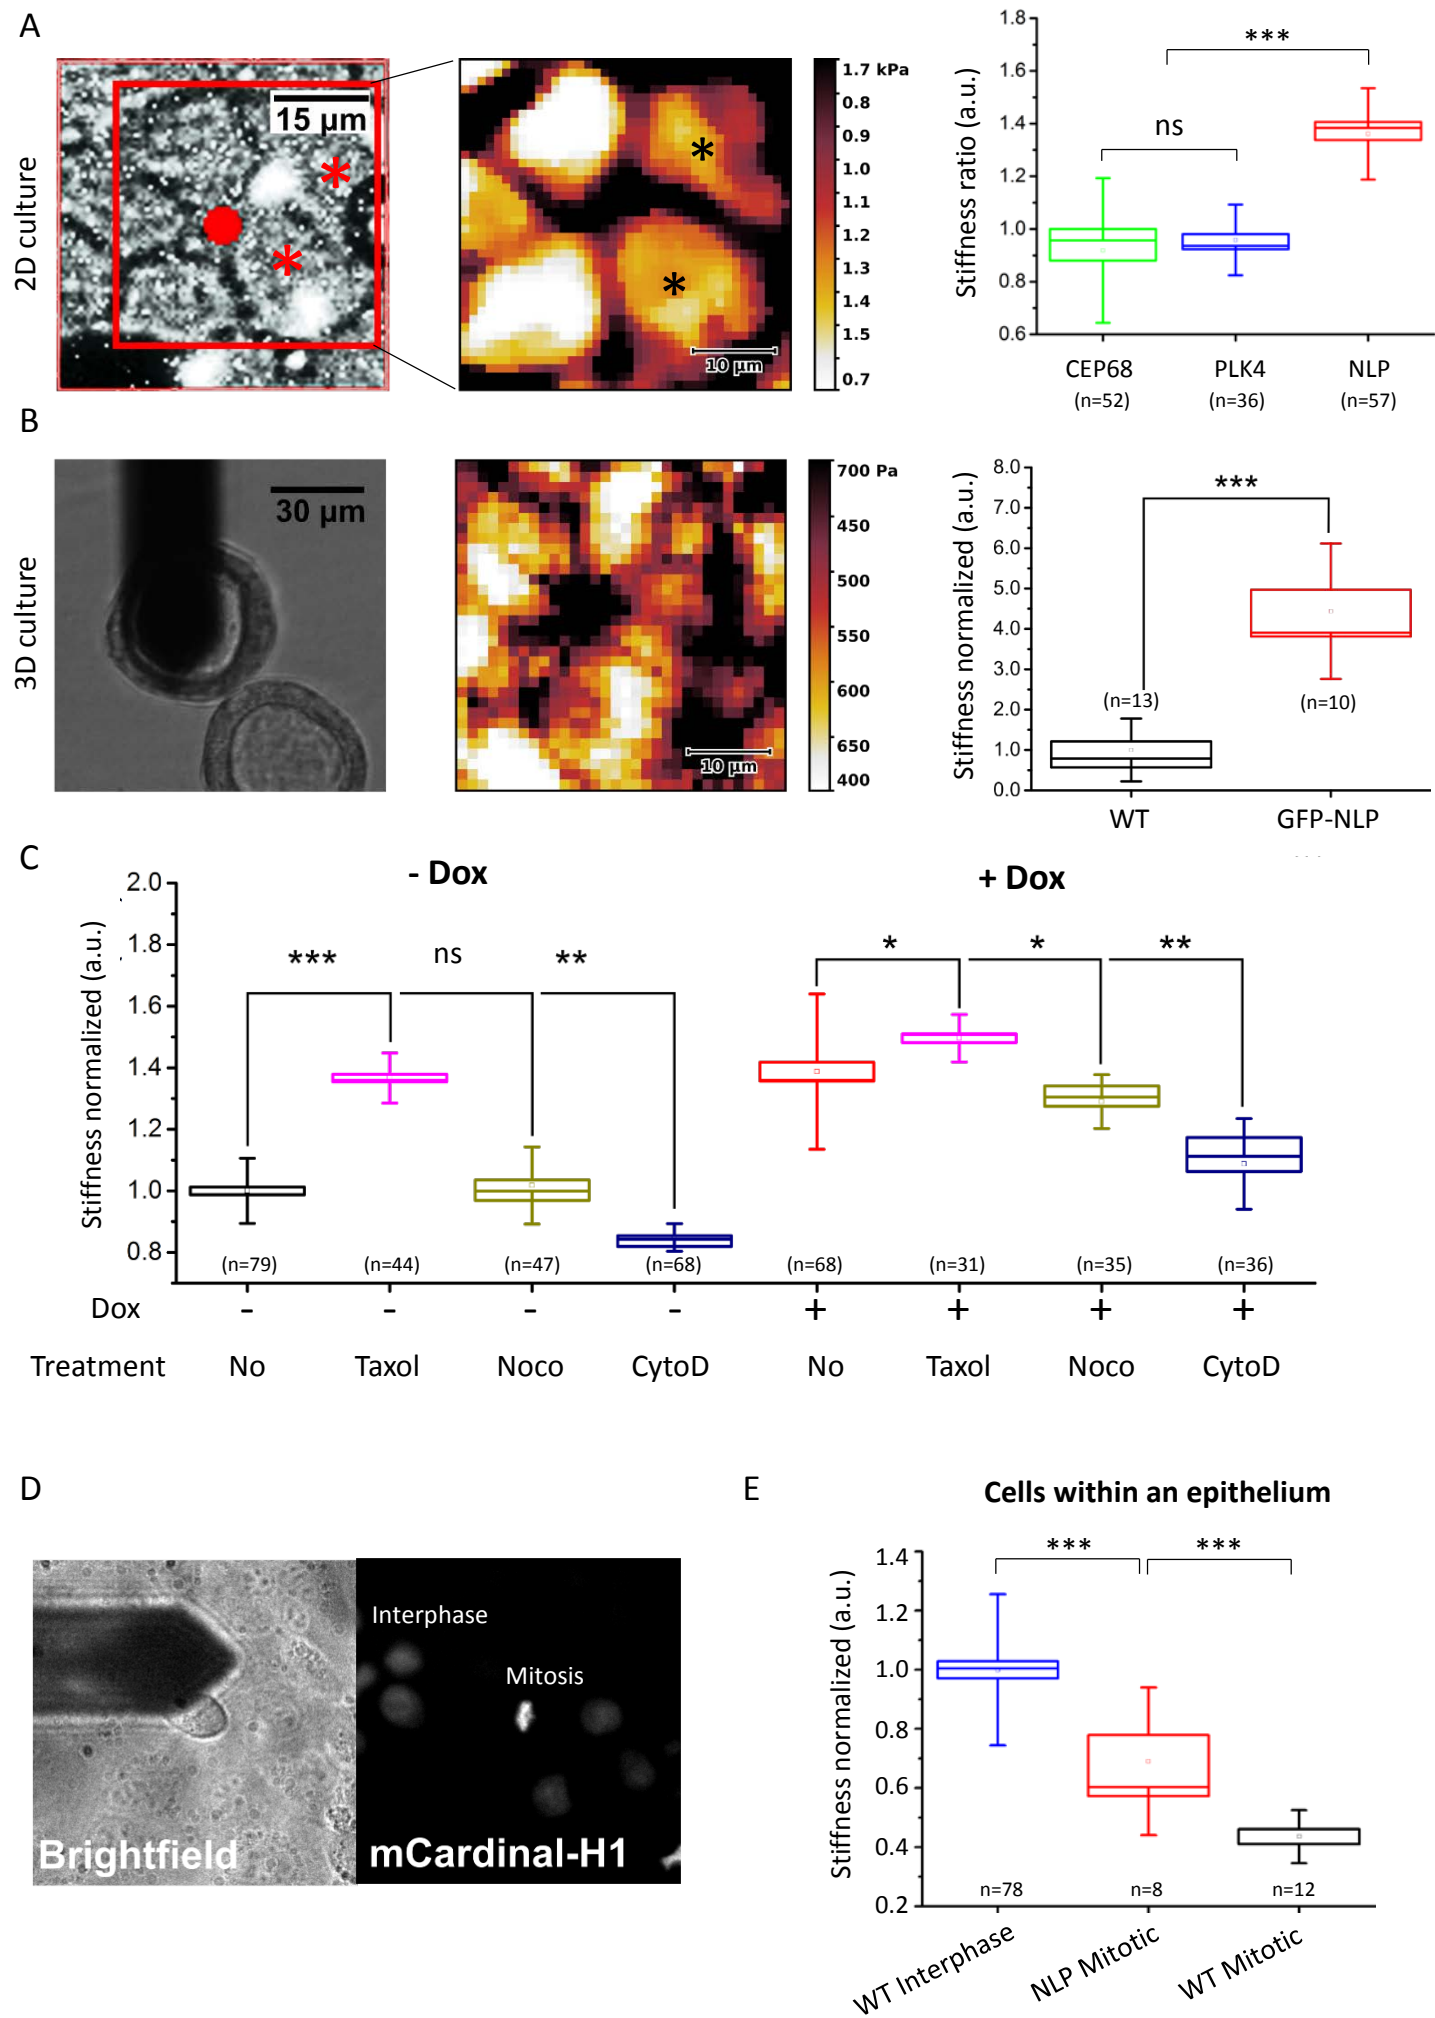 A
2D culture
15 µm
*
*
*
*
10 µm
1.7 kPa
0.8
0.9
1.0
1.1
1.2
1.3
1.4
1.5
0.7
Stiffness ratio (a.u.)
1.8
1.6
1.4
1.2
1.0
0.8
0.6
ns
***
CEP68
PLK4
NLP
(n=52)
(n=36)
(n=57)
B
3D culture
30 µm
10 µm
700 Pa
450
500
550
600
650
400
Stiffness normalized (a.u.)
8.0
7.0
6.0
5.0
4.0
3.0
2.0
1.0
0.0
***
(n=13)
(n=10)
WT
GFP-NLP
C
- Dox
+ Dox
Stiffness normalized (a.u.)
2.0
1.8
1.6
1.4
1.2
1.0
0.8
***
ns
**
*
*
**
(n=79)
(n=44)
(n=47)
(n=68)
(n=68)
(n=31)
(n=35)
(n=36)
Dox - - - - + + + +
Treatment No Taxol Noco CytoD No Taxol Noco CytoD
D
Brightfield
Interphase
Mitosis
mCardinal-H1
E
Cells within an epithelium
Stiffness normalized (a.u.)
1.4
1.2
1.0
0.8
0.6
0.4
0.2
***
***
n=78
n=8
n=12
WT Interphase
NLP Mitotic
WT Mitotic